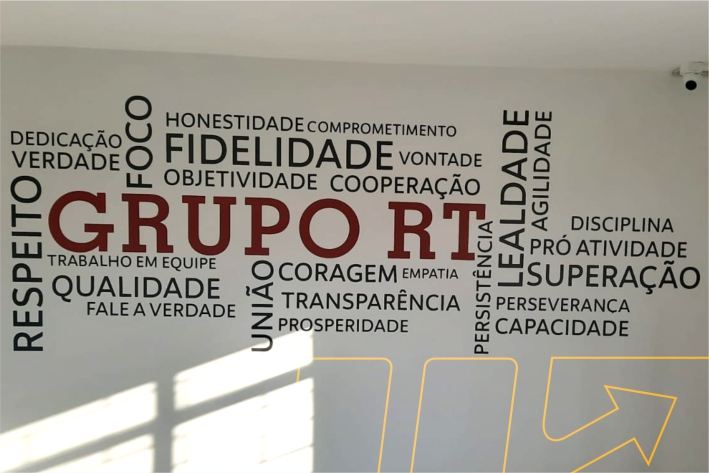 FOCO
HONESTIDADE COMPROMETIMENTO
DEDICAÇÃO
FIDELIDADE VONTADE
VERDADE
OBJETIVIDADE COOPERAÇÃO
LEALDADE
AGILIDADE
RESPEITO
GRUPO RT
DISCIPLINA
PRÓ ATIVIDADE
TRABALHO EM EQUIPE
UNIÃO
CORAGEM EMPATIA
PERSISTÊNCIA
SUPERAÇÃO
QUALIDADE
TRANSPARÊNCIA
PERSEVERANÇA
FALE A VERDADE
PROSPERIDADE
CAPACIDADE